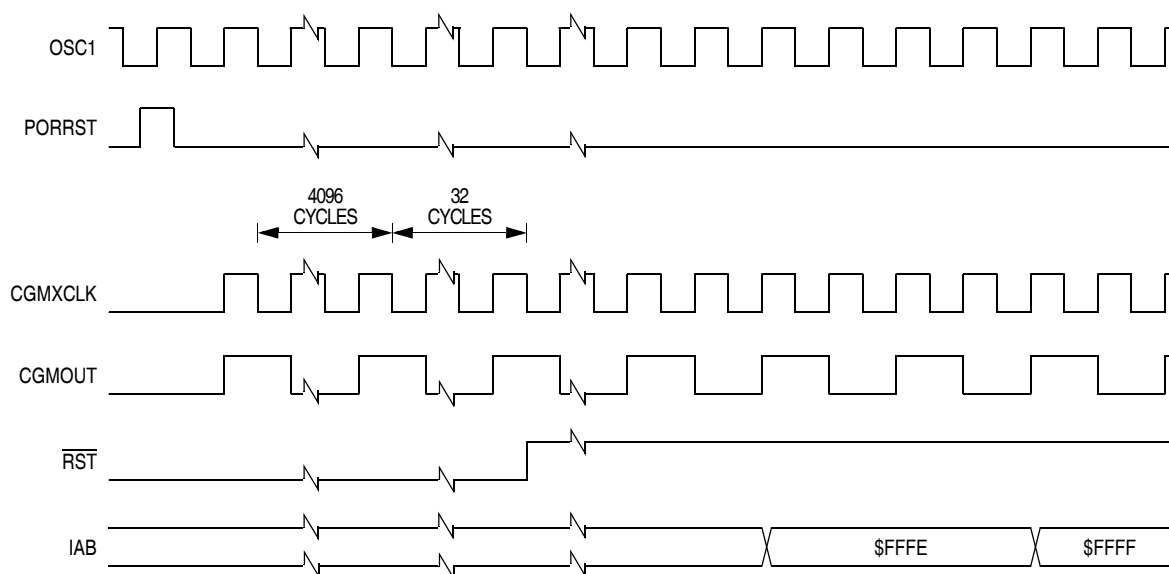 OSC1
PORRST
4096
CYCLES
32
CYCLES
CGMXCLK
CGMOUT
RST
IAB
$FFFE
$FFFF